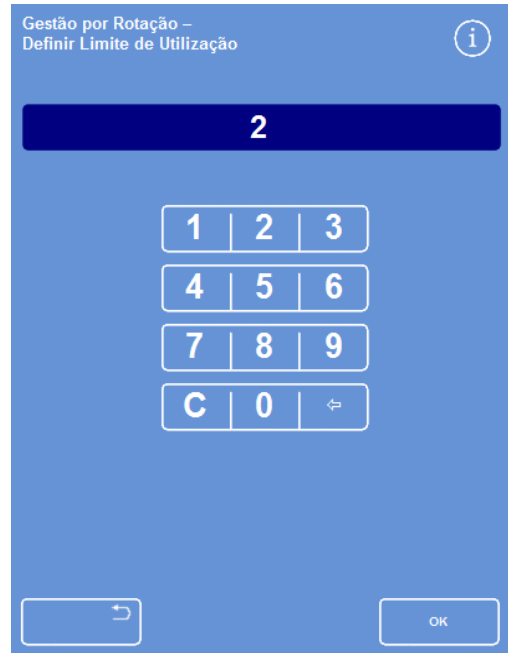 Gestão por Rotação –
Definir Limite de Utilização
i
2
1 2 3
4 5 6
7 8 9
C 0 ⇦
OK